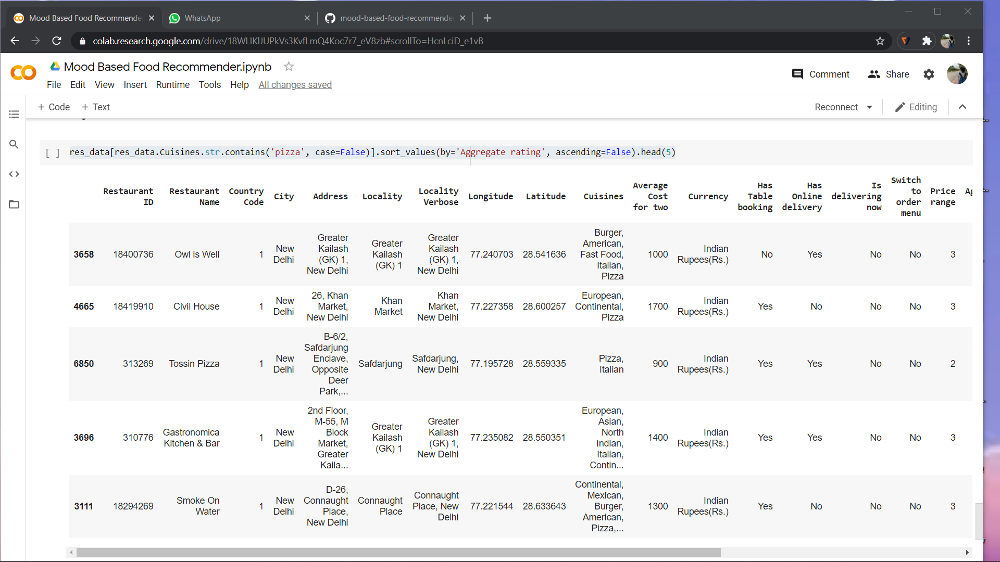 Mood Based Food Recommende
WhatsApp
mood-based-food-recommende
colab.research.google.com/drive/18WLIKlJUPkVs3KvfLmQ4Koc7r7_eV8zb#scrollTo=HcnLciD_e1vB
Mood Based Food Recommender.ipynb
File Edit View Insert Runtime Tools Help All changes saved
Comment Share
+ Code + Text
Reconnect Editing
[ ] res_data[res_data.Cuisines.str.contains('pizza', case=False)].sort_values(by='Aggregate rating', ascending=False).head(5)
Restaurant ID Restaurant Name Country Code City Address Locality Locality Verbose Longitude Latitude Cuisines Average Cost for two Currency Has Table booking Has Online delivery Is delivering now Switch to order menu Price range Ag
3658 18400736 Owl is Well 1 New Delhi Greater Kailash (GK) 1, New Delhi Greater Kailash (GK) 1 Greater Kailash (GK) 1, New Delhi 77.240703 28.541636 Burger, American, Fast Food, Italian, Pizza 1000 Indian Rupees(Rs.) No Yes No No 3
4665 18419910 Civil House 1 New Delhi 26, Khan Market, New Delhi Khan Market Khan Market, New Delhi 77.227358 28.600257 European, Continental, Pizza 1700 Indian Rupees(Rs.) Yes No No No 3
6850 313269 Tossin Pizza 1 New Delhi B-6/2, Safdarjung Enclave, Opposite Deer Park,... Safdarjung Safdarjung, New Delhi 77.195728 28.559335 Pizza, Italian 900 Indian Rupees(Rs.) Yes Yes No No 2
3696 310776 Gastronomica Kitchen & Bar 1 New Delhi 2nd Floor, M-55, M Block Market, Greater Kaila... Greater Kailash (GK) 1 Greater Kailash (GK) 1, New Delhi 77.235082 28.550351 European, Asian, North Indian, Italian, Contin... 1400 Indian Rupees(Rs.) Yes Yes No No 3
3111 18294269 Smoke On Water 1 New Delhi D-26, Connaught Place, New Delhi Connaught Place Connaught Place, New Delhi 77.221544 28.633643 Continental, Mexican, Burger, American, Pizza,... 1300 Indian Rupees(Rs.) Yes No No No 3